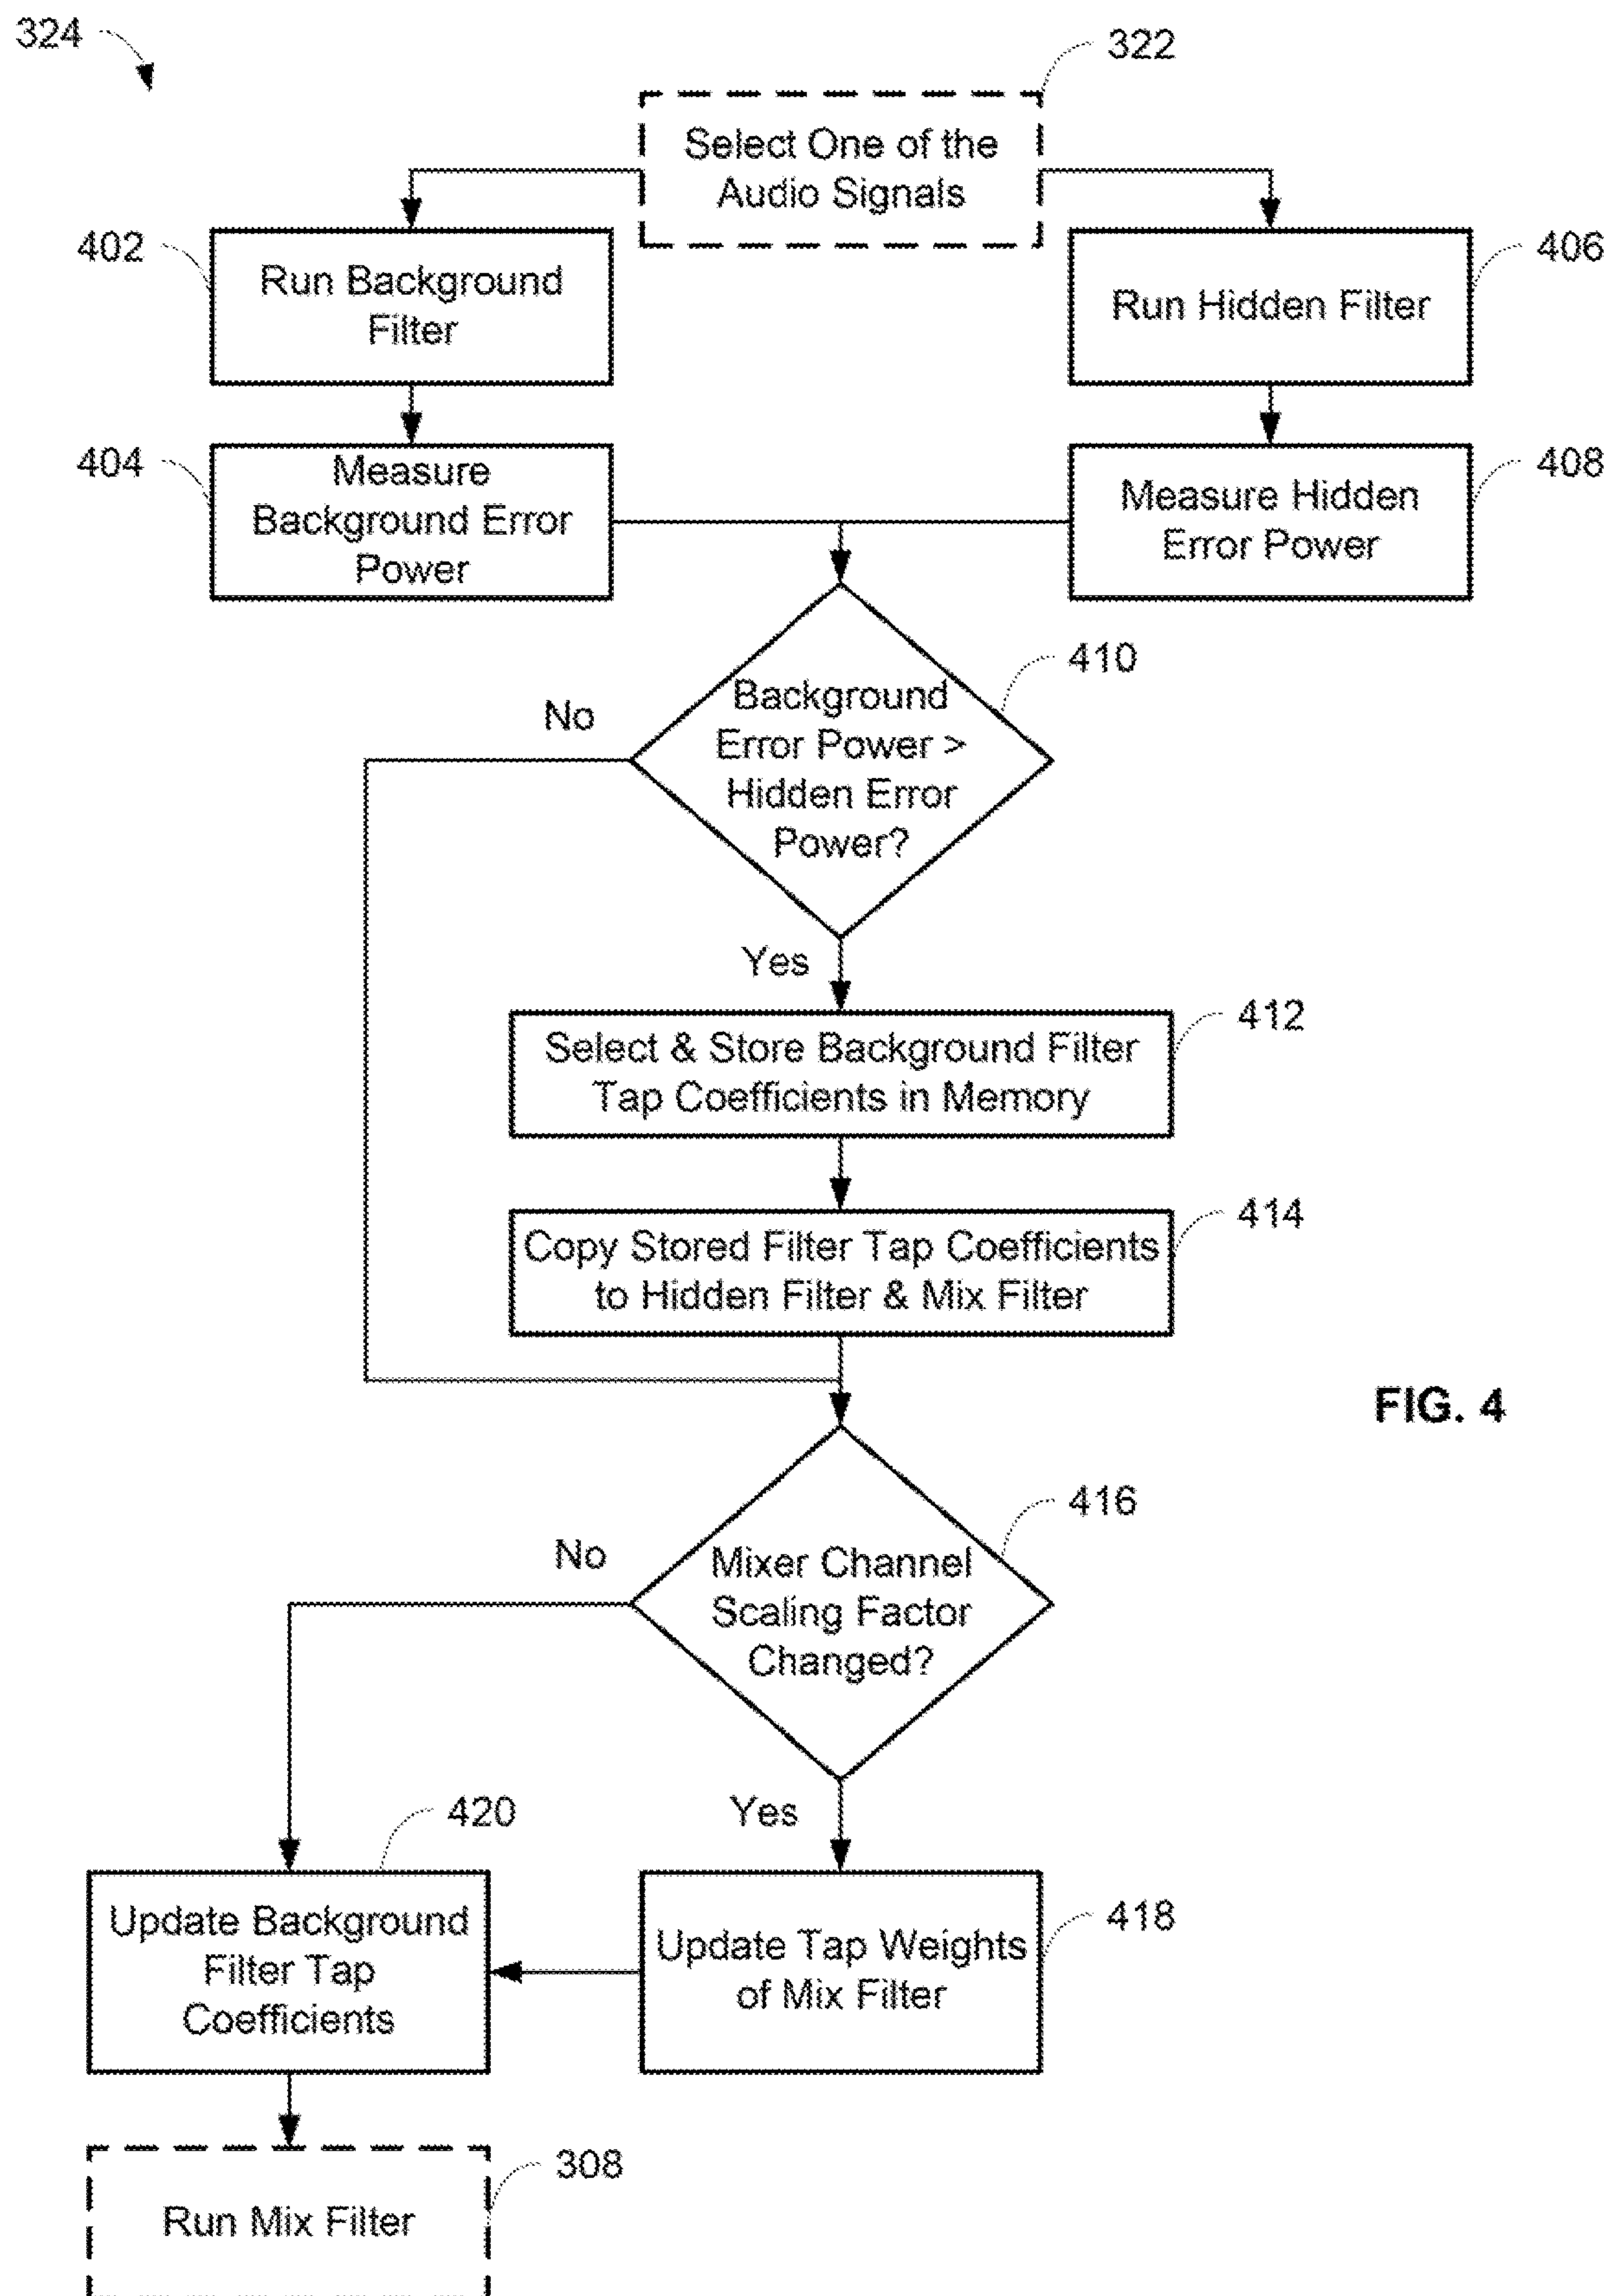 324
322
Select One of the
Audio Signals
402
Run Background
Filter
406
Run Hidden Filter
404
Measure
Background Error
Power
408
Measure Hidden
Error Power
410
Background
Error Power >
Hidden Error
Power?
No
Yes
412
Select & Store Background Filter
Tap Coefficients in Memory
414
Copy Stored Filter Tap Coefficients
to Hidden Filter & Mix Filter
FIG. 4
416
Mixer Channel
Scaling Factor
Changed?
No
Yes
420
Update Background
Filter Tap
Coefficients
418
Update Tap Weights
of Mix Filter
308
Run Mix Filter